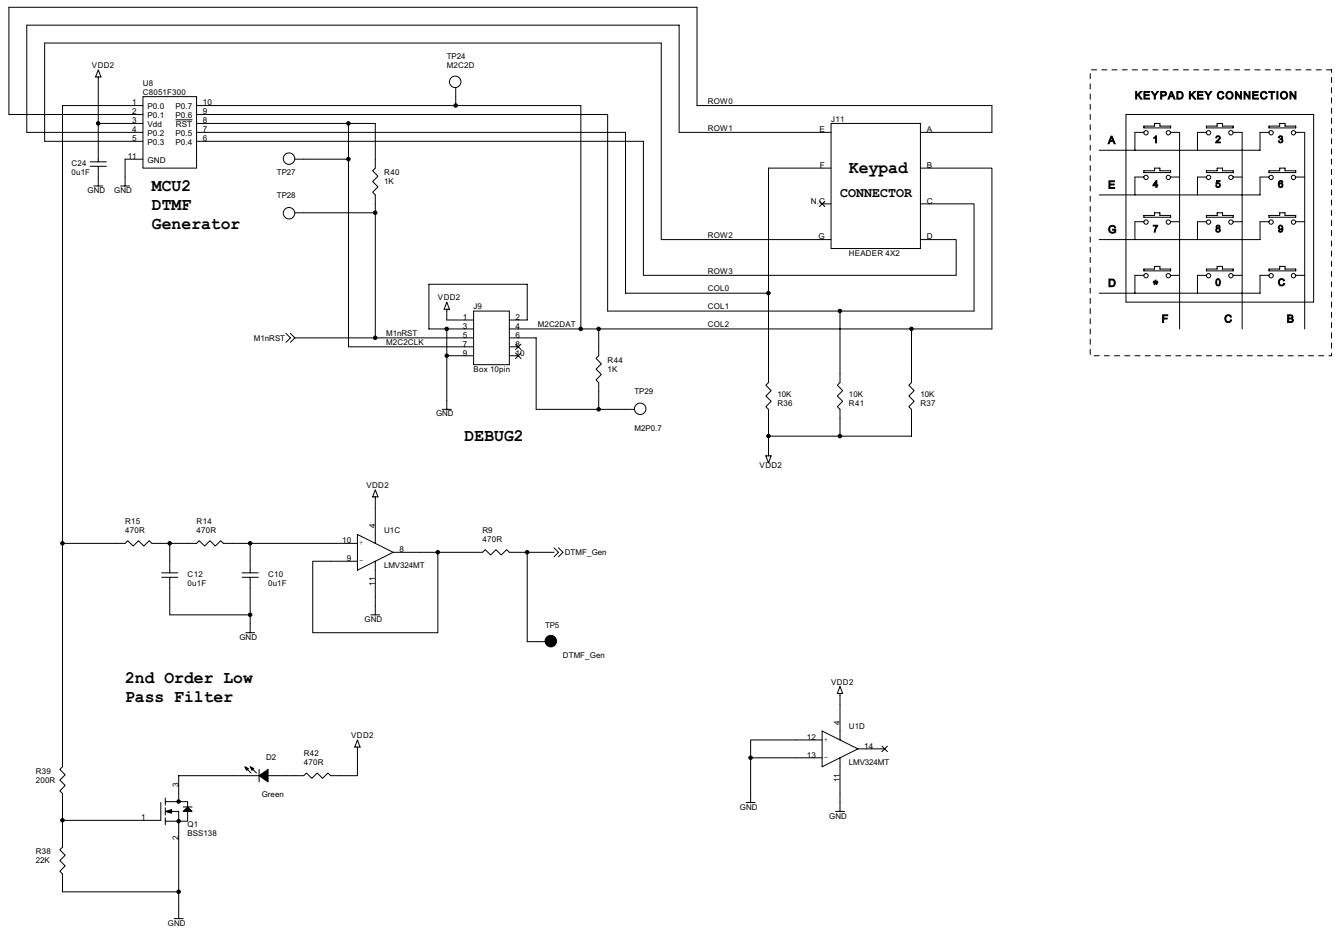 TP24
M2C2D
VDD2
U8
C8051F300
1 P0.0 P0.7 10
2 P0.1 P0.6 9
3 Vdd RST 8
4 P0.2 P0.5 7
5 P0.3 P0.4 6
11 GND
C24
0u1F
GND
GND
MCU2
DTMF
Generator
TP27
TP28
R40
1K
ROW0
ROW1
ROW2
ROW3
COL0
COL1
COL2
J11
E A
F B
N.C C
G D
Keypad
CONNECTOR
HEADER 4X2
KEYPAD KEY CONNECTION
A 1 2 3
E 4 5 6
G 7 8 9
D * 0 C
F C B
VDD2
J9
1 2
3 4
5 6
7 8
9 10
Box 10pin
M1nRST
M1nRST
M2C2CLK
M2C2DAT
GND
R44
1K
TP29
M2P0.7
DEBUG2
10K
R36
10K
R41
10K
R37
VDD2
VDD2
R15
470R
R14
470R
C12
0u1F
C10
0u1F
GND
10
9
4
U1C
8
LMV324MT
11
GND
R9
470R
DTMF_Gen
TP5
DTMF_Gen
2nd Order Low
Pass Filter
R39
200R
R38
22K
D2
Green
R42
470R
VDD2
3
1
2
Q1
BSS138
GND
VDD2
4
U1D
12
13
14
LMV324MT
11
GND
GND